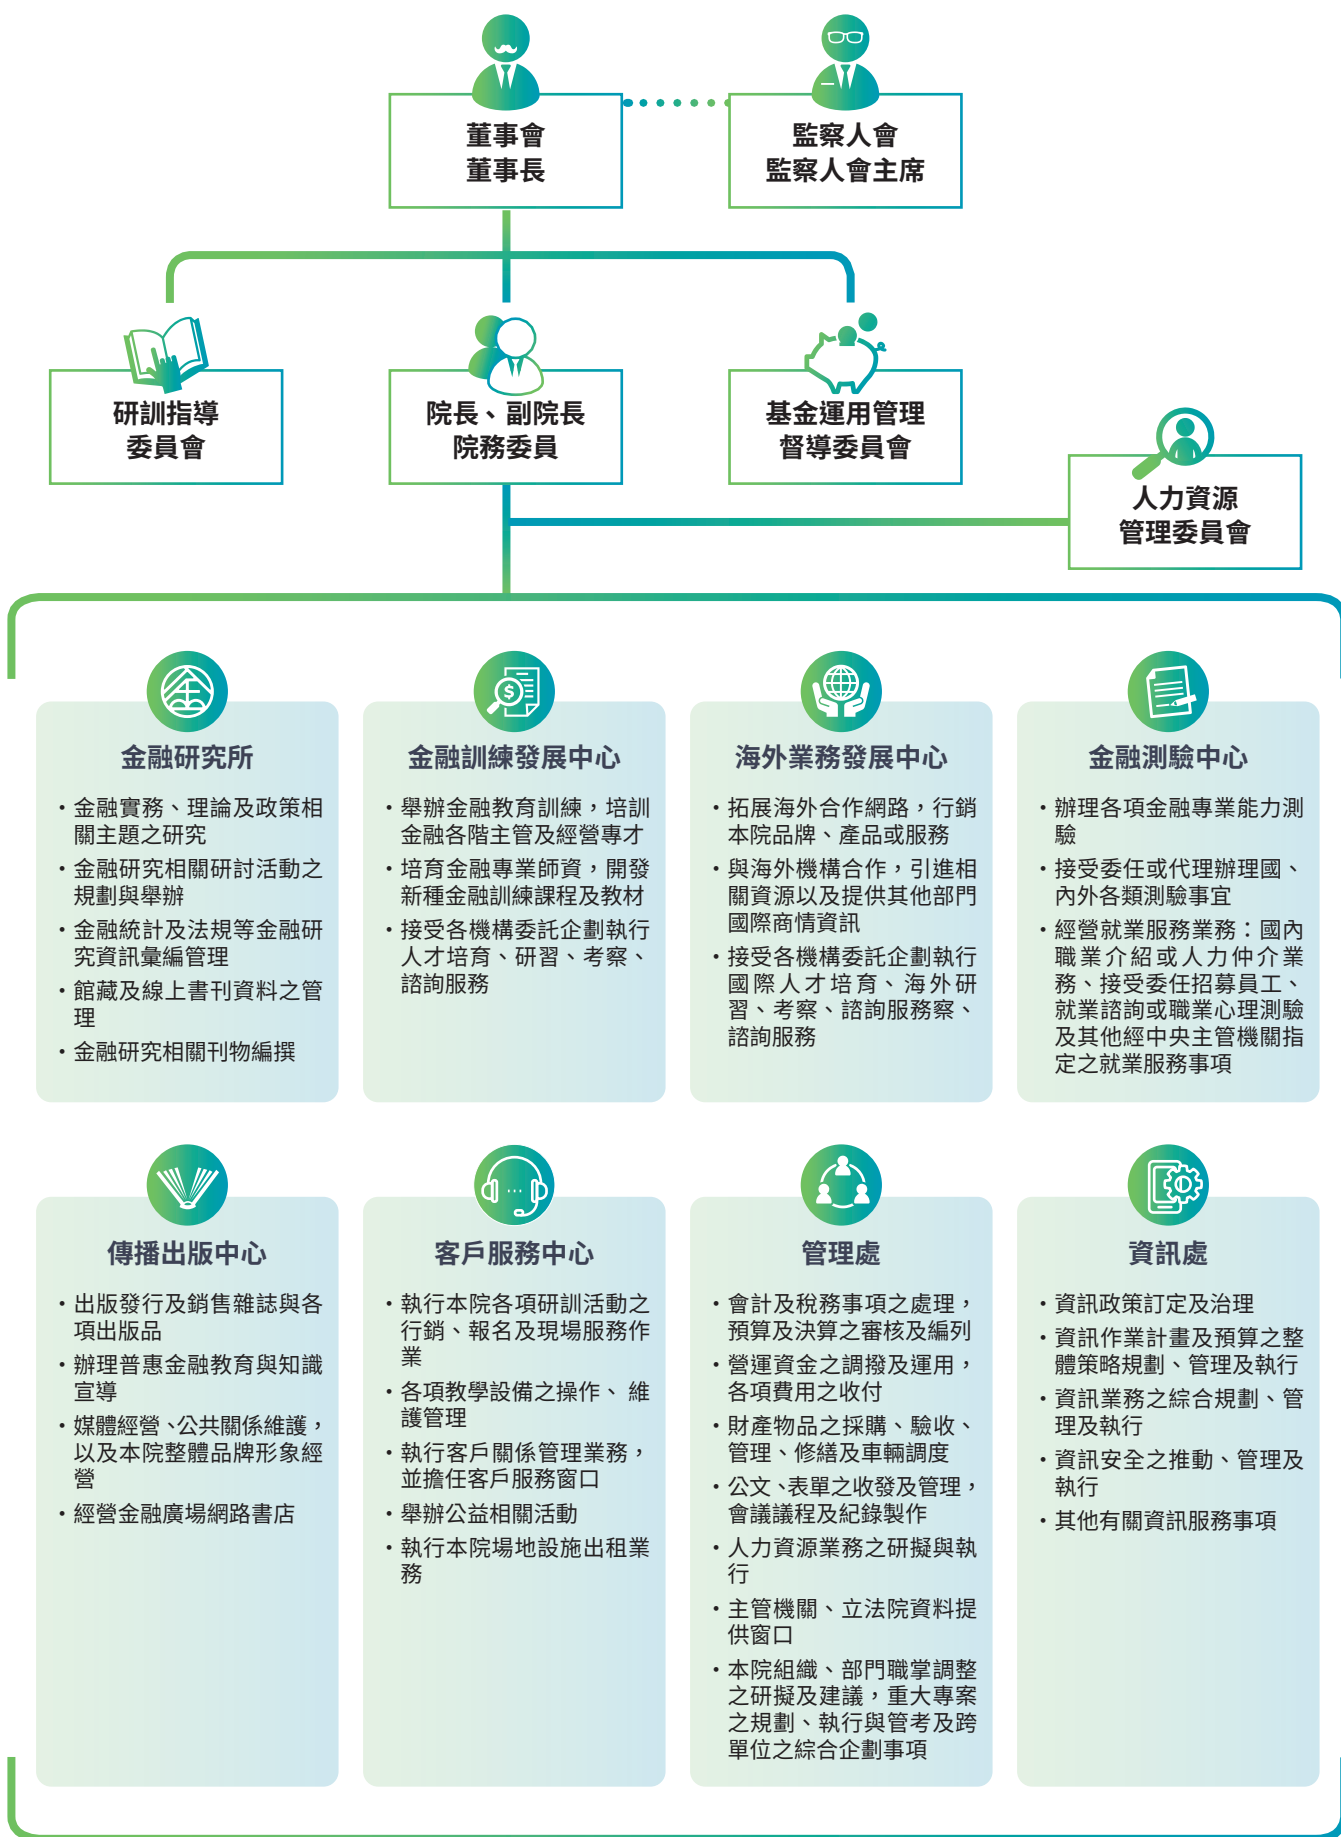 董事會
董事長
監察人會
監察人會主席
研訓指導
委員會
院長、副院長
院務委員
基金運用管理
督導委員會
人力資源
管理委員會
金融研究所
・金融實務、理論及政策相
關主題之研究
・金融研究相關研討活動之
規劃與舉辦
・金融統計及法規等金融研
究資訊彙編管理
・館藏及線上書刊資料之管
理
・金融研究相關刊物編撰
金融訓練發展中心
・舉辦金融教育訓練，培訓
金融各階主管及經營專才
・培育金融專業師資，開發
新種金融訓練課程及教材
・接受各機構委託企劃執行
人才培育、研習、考察、
諮詢服務
海外業務發展中心
・拓展海外合作網路，行銷
本院品牌、產品或服務
・與海外機構合作，引進相
關資源以及提供其他部門
國際商情資訊
・接受各機構委託企劃執行
國際人才培育、海外研
習、考察、諮詢服務察、
諮詢服務
金融測驗中心
・辦理各項金融專業能力測
驗
・接受委任或代理辦理國、
內外各類測驗事宜
・經營就業服務業務：國內
職業介紹或人力仲介業
務、接受委任招募員工、
就業諮詢或職業心理測驗
及其他經中央主管機關指
定之就業服務事項
傳播出版中心
・出版發行及銷售雜誌與各
項出版品
・辦理普惠金融教育與知識
宣導
・媒體經營、公共關係維護，
以及本院整體品牌形象經
營
・經營金融廣場網路書店
客戶服務中心
・執行本院各項研訓活動之
行銷、報名及現場服務作
業
・各項教學設備之操作、 維
護管理
・執行客戶關係管理業務，
並擔任客戶服務窗口
・舉辦公益相關活動
・執行本院場地設施出租業
務
管理處
・會計及稅務事項之處理，
預算及決算之審核及編列
・營運資金之調撥及運用，
各項費用之收付
・財產物品之採購、驗收、
管理、修繕及車輛調度
・公文、表單之收發及管理，
會議議程及紀錄製作
・人力資源業務之研擬與執
行
・主管機關、立法院資料提
供窗口
・本院組織、部門職掌調整
之研擬及建議，重大專案
之規劃、執行與管考及跨
單位之綜合企劃事項
資訊處
・資訊政策訂定及治理
・資訊作業計畫及預算之整
體策略規劃、管理及執行
・資訊業務之綜合規劃、管
理及執行
・資訊安全之推動、管理及
執行
・其他有關資訊服務事項